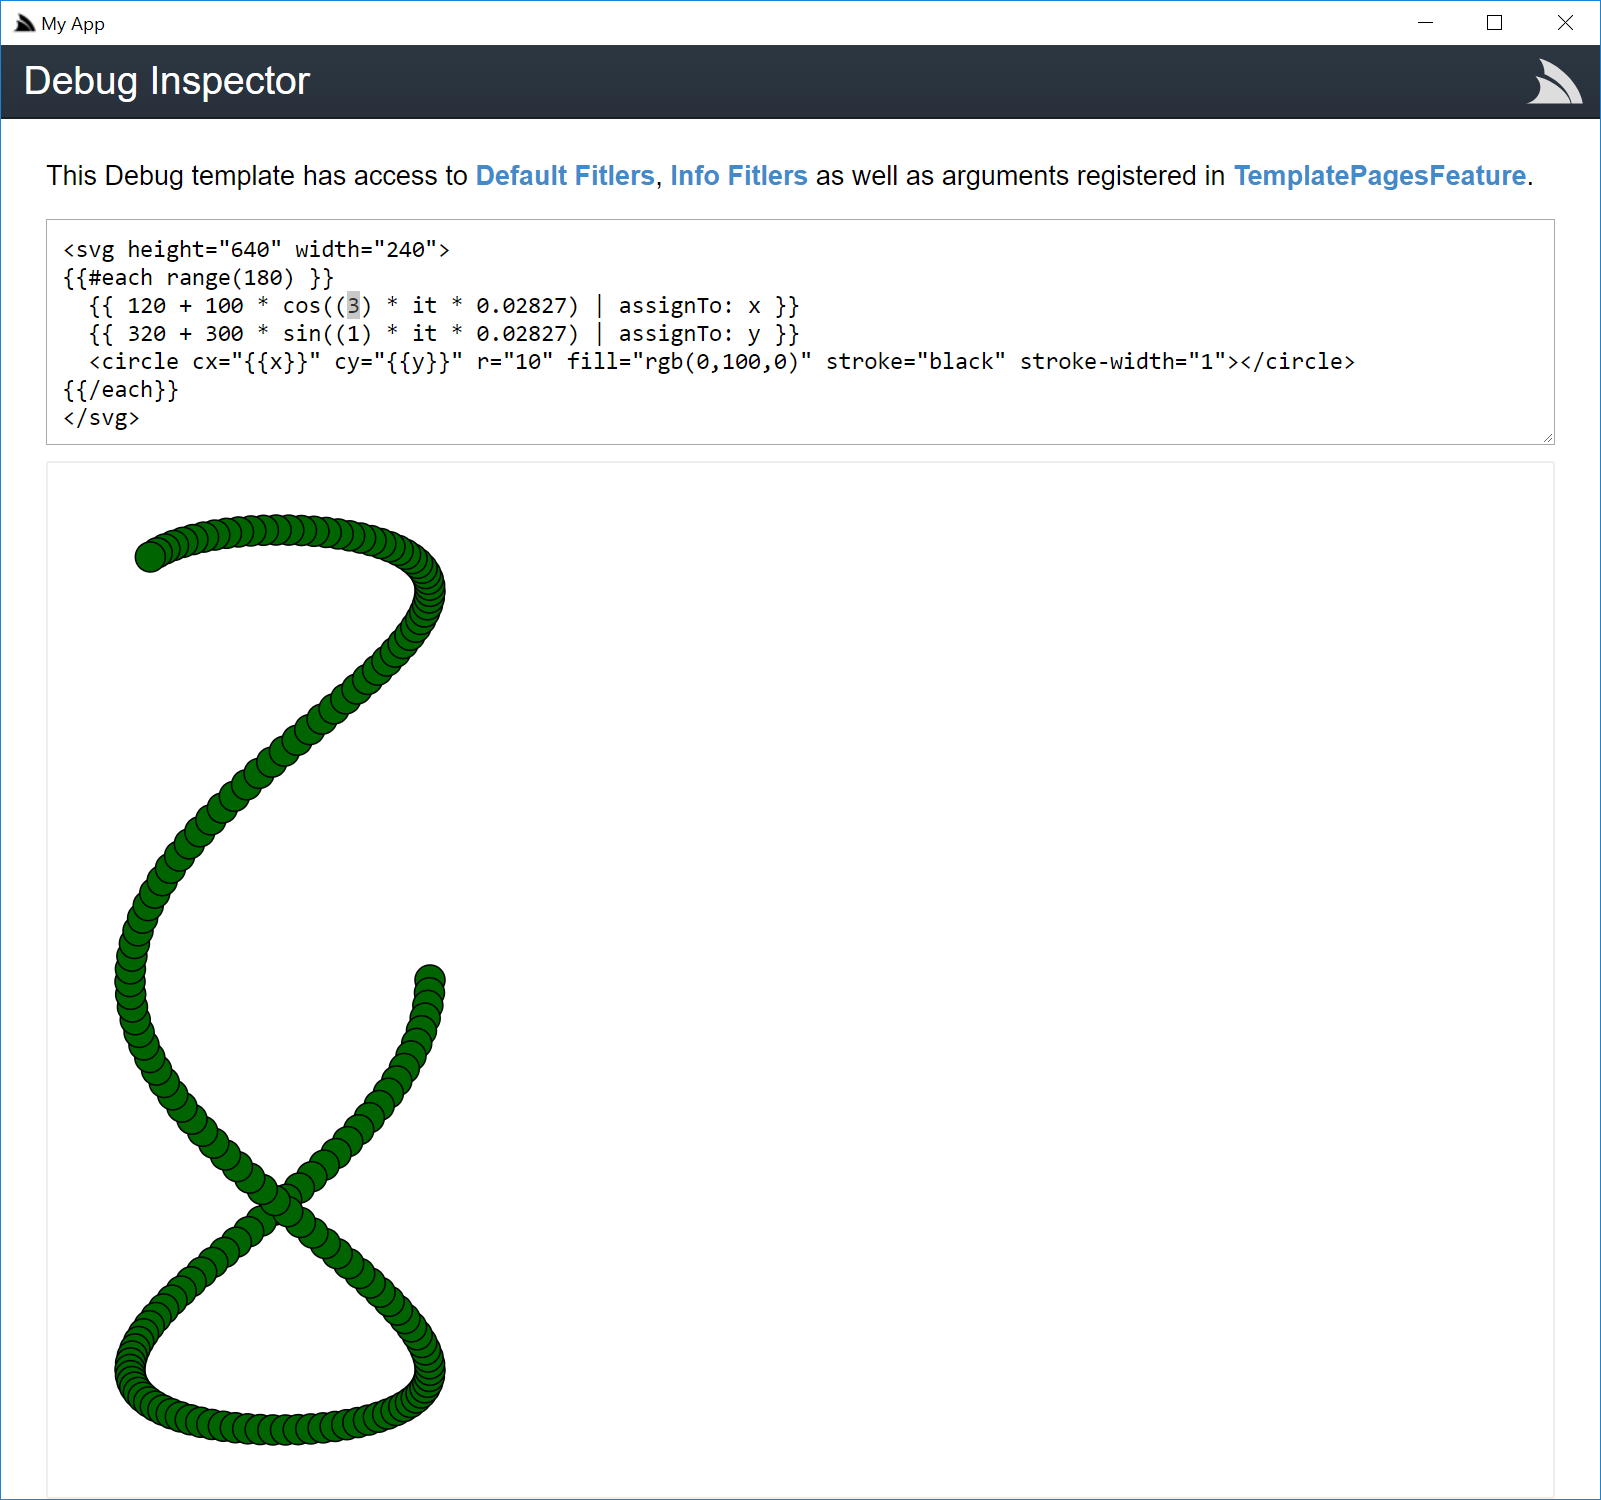 My App
Debug Inspector
This Debug template has access to Default Fitlers, Info Fitlers as well as arguments registered in TemplatePagesFeature.
<svg height="640" width="240">
{{#each range(180) }}
  {{ 120 + 100 * cos((3) * it * 0.02827) | assignTo: x }}
  {{ 320 + 300 * sin((1) * it * 0.02827) | assignTo: y }}
  <circle cx="{{x}}" cy="{{y}}" r="10" fill="rgb(0,100,0)" stroke="black" stroke-width="1"></circle>
{{/each}}
</svg>